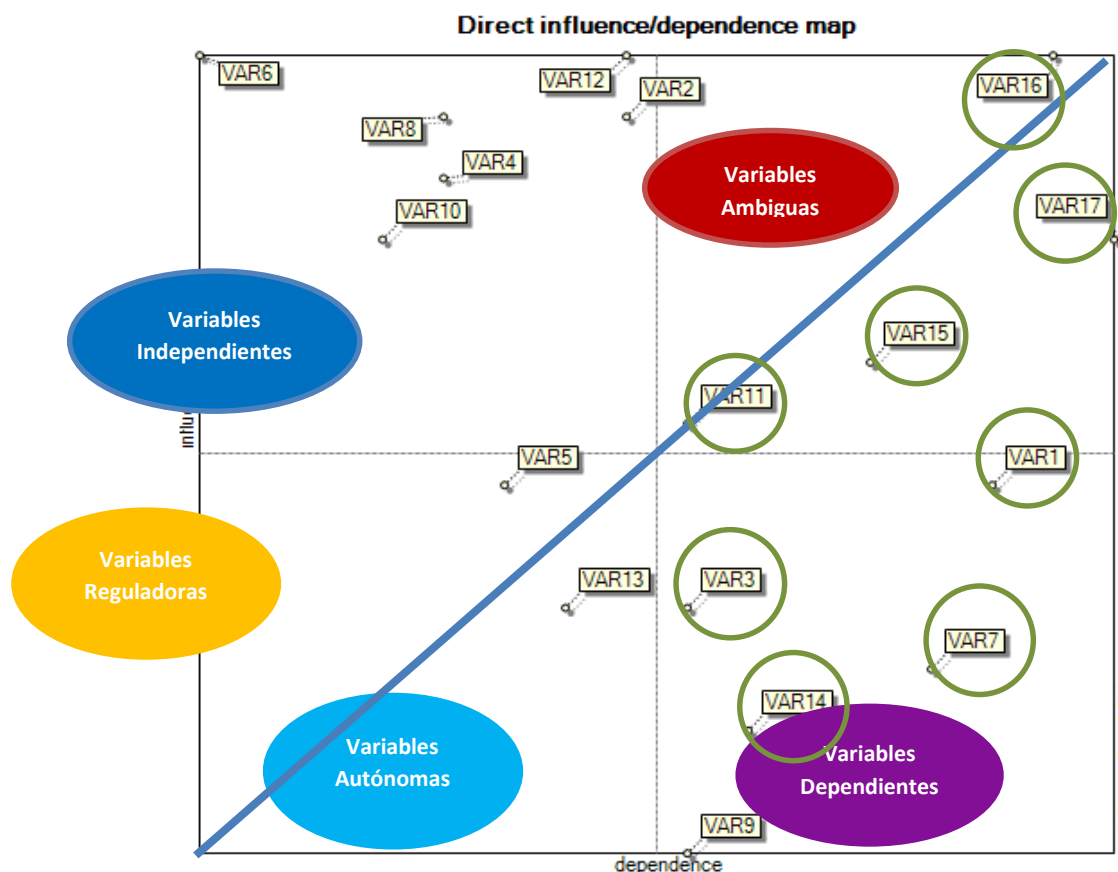 Direct influence/dependence map
VAR6
VAR12
VAR2
VAR16
VAR8
VAR4
VAR10
Variables
Ambiguas
VAR17
Variables
Independientes
VAR15
VAR11
VAR5
VAR1
Variables
Reguladoras
VAR13
VAR3
VAR7
VAR14
Variables
Autónomas
Variables
Dependientes
VAR9
dependence